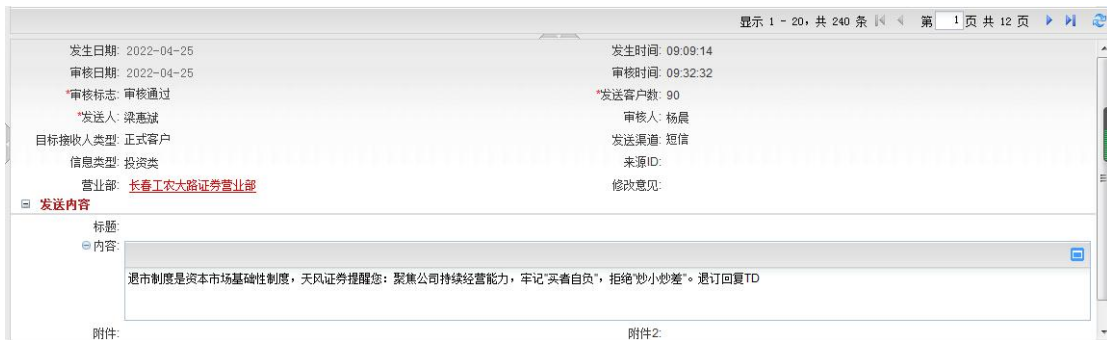 显示 1 - 20，共 240 条 第 1 页 共 12 页
发生日期: 2022-04-25 发生时间: 09:09:14
审核日期: 2022-04-25 审核时间: 09:32:32
*审核标志: 审核通过 *发送客户数: 90
*发送人: 梁惠斌 审核人: 杨晨
目标接收人类型: 正式客户 发送渠道: 短信
信息类型: 投资类 来源ID:
营业部: 长春工农大路证券营业部 修改意见:
发送内容
标题:
内容:
退市制度是资本市场基础性制度，天风证券提醒您：聚焦公司持续经营能力，牢记"买者自负"，拒绝"炒小炒差"。退订回复TD
附件: 附件2: